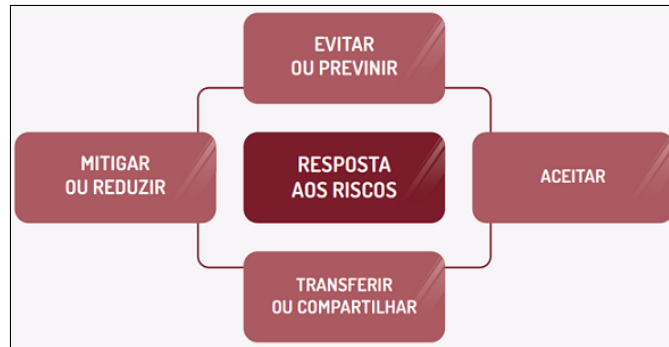 EVITAR
OU PREVINIR
MITIGAR
OU REDUZIR
RESPOSTA
AOS RISCOS
ACEITAR
TRANSFERIR
OU COMPARTILHAR